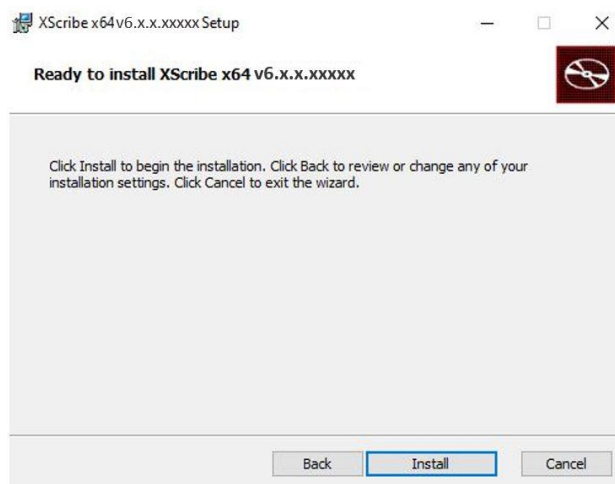 XScribe x64 v6.x.x.xxxxx Setup
Ready to install XScribe x64 v6.x.x.xxxxx
Click Install to begin the installation. Click Back to review or change any of your
installation settings. Click Cancel to exit the wizard.
Back Install Cancel